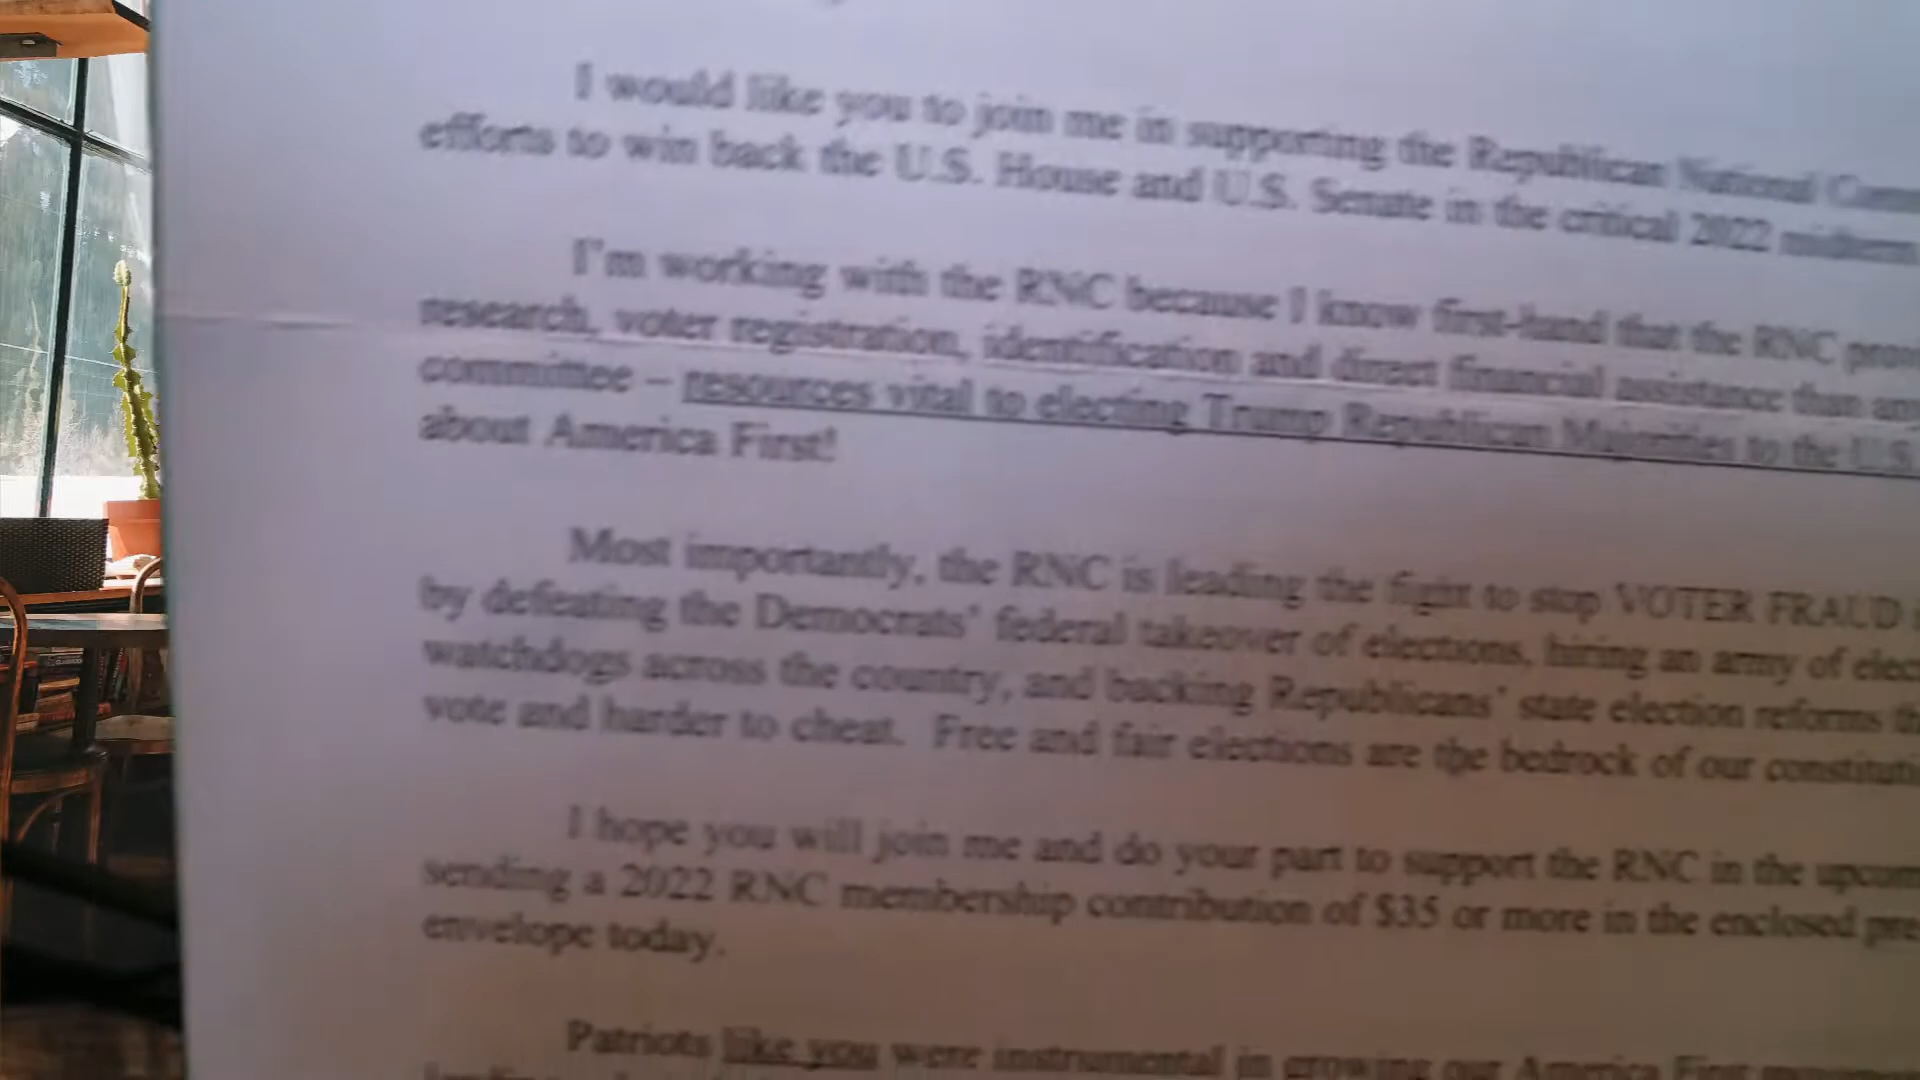 I would like you to join me in supporting the Republican National
efforts to win back the U.S. House and U.S. Senate in the critical 2022 midterm
I'm working with the RNC because I know first-hand that the RNC
research, voter registration, identification and direct financial assistance than
committee – resources vital to electing Trump Republican Majorities to the U.S.
about America First!
Most importantly, the RNC is leading the fight to stop VOTER FRAUD
by defeating the Democrats' federal takeover of elections, hiring an army of
watchdogs across the country, and backing Republicans' state election reforms
vote and harder to cheat. Free and fair elections are the bedrock of our
I hope you will join me and do your part to support the RNC in the
sending a 2022 RNC membership contribution of $35 or more in the enclosed
envelope today.
Patriots like you were instrumental in growing our America First